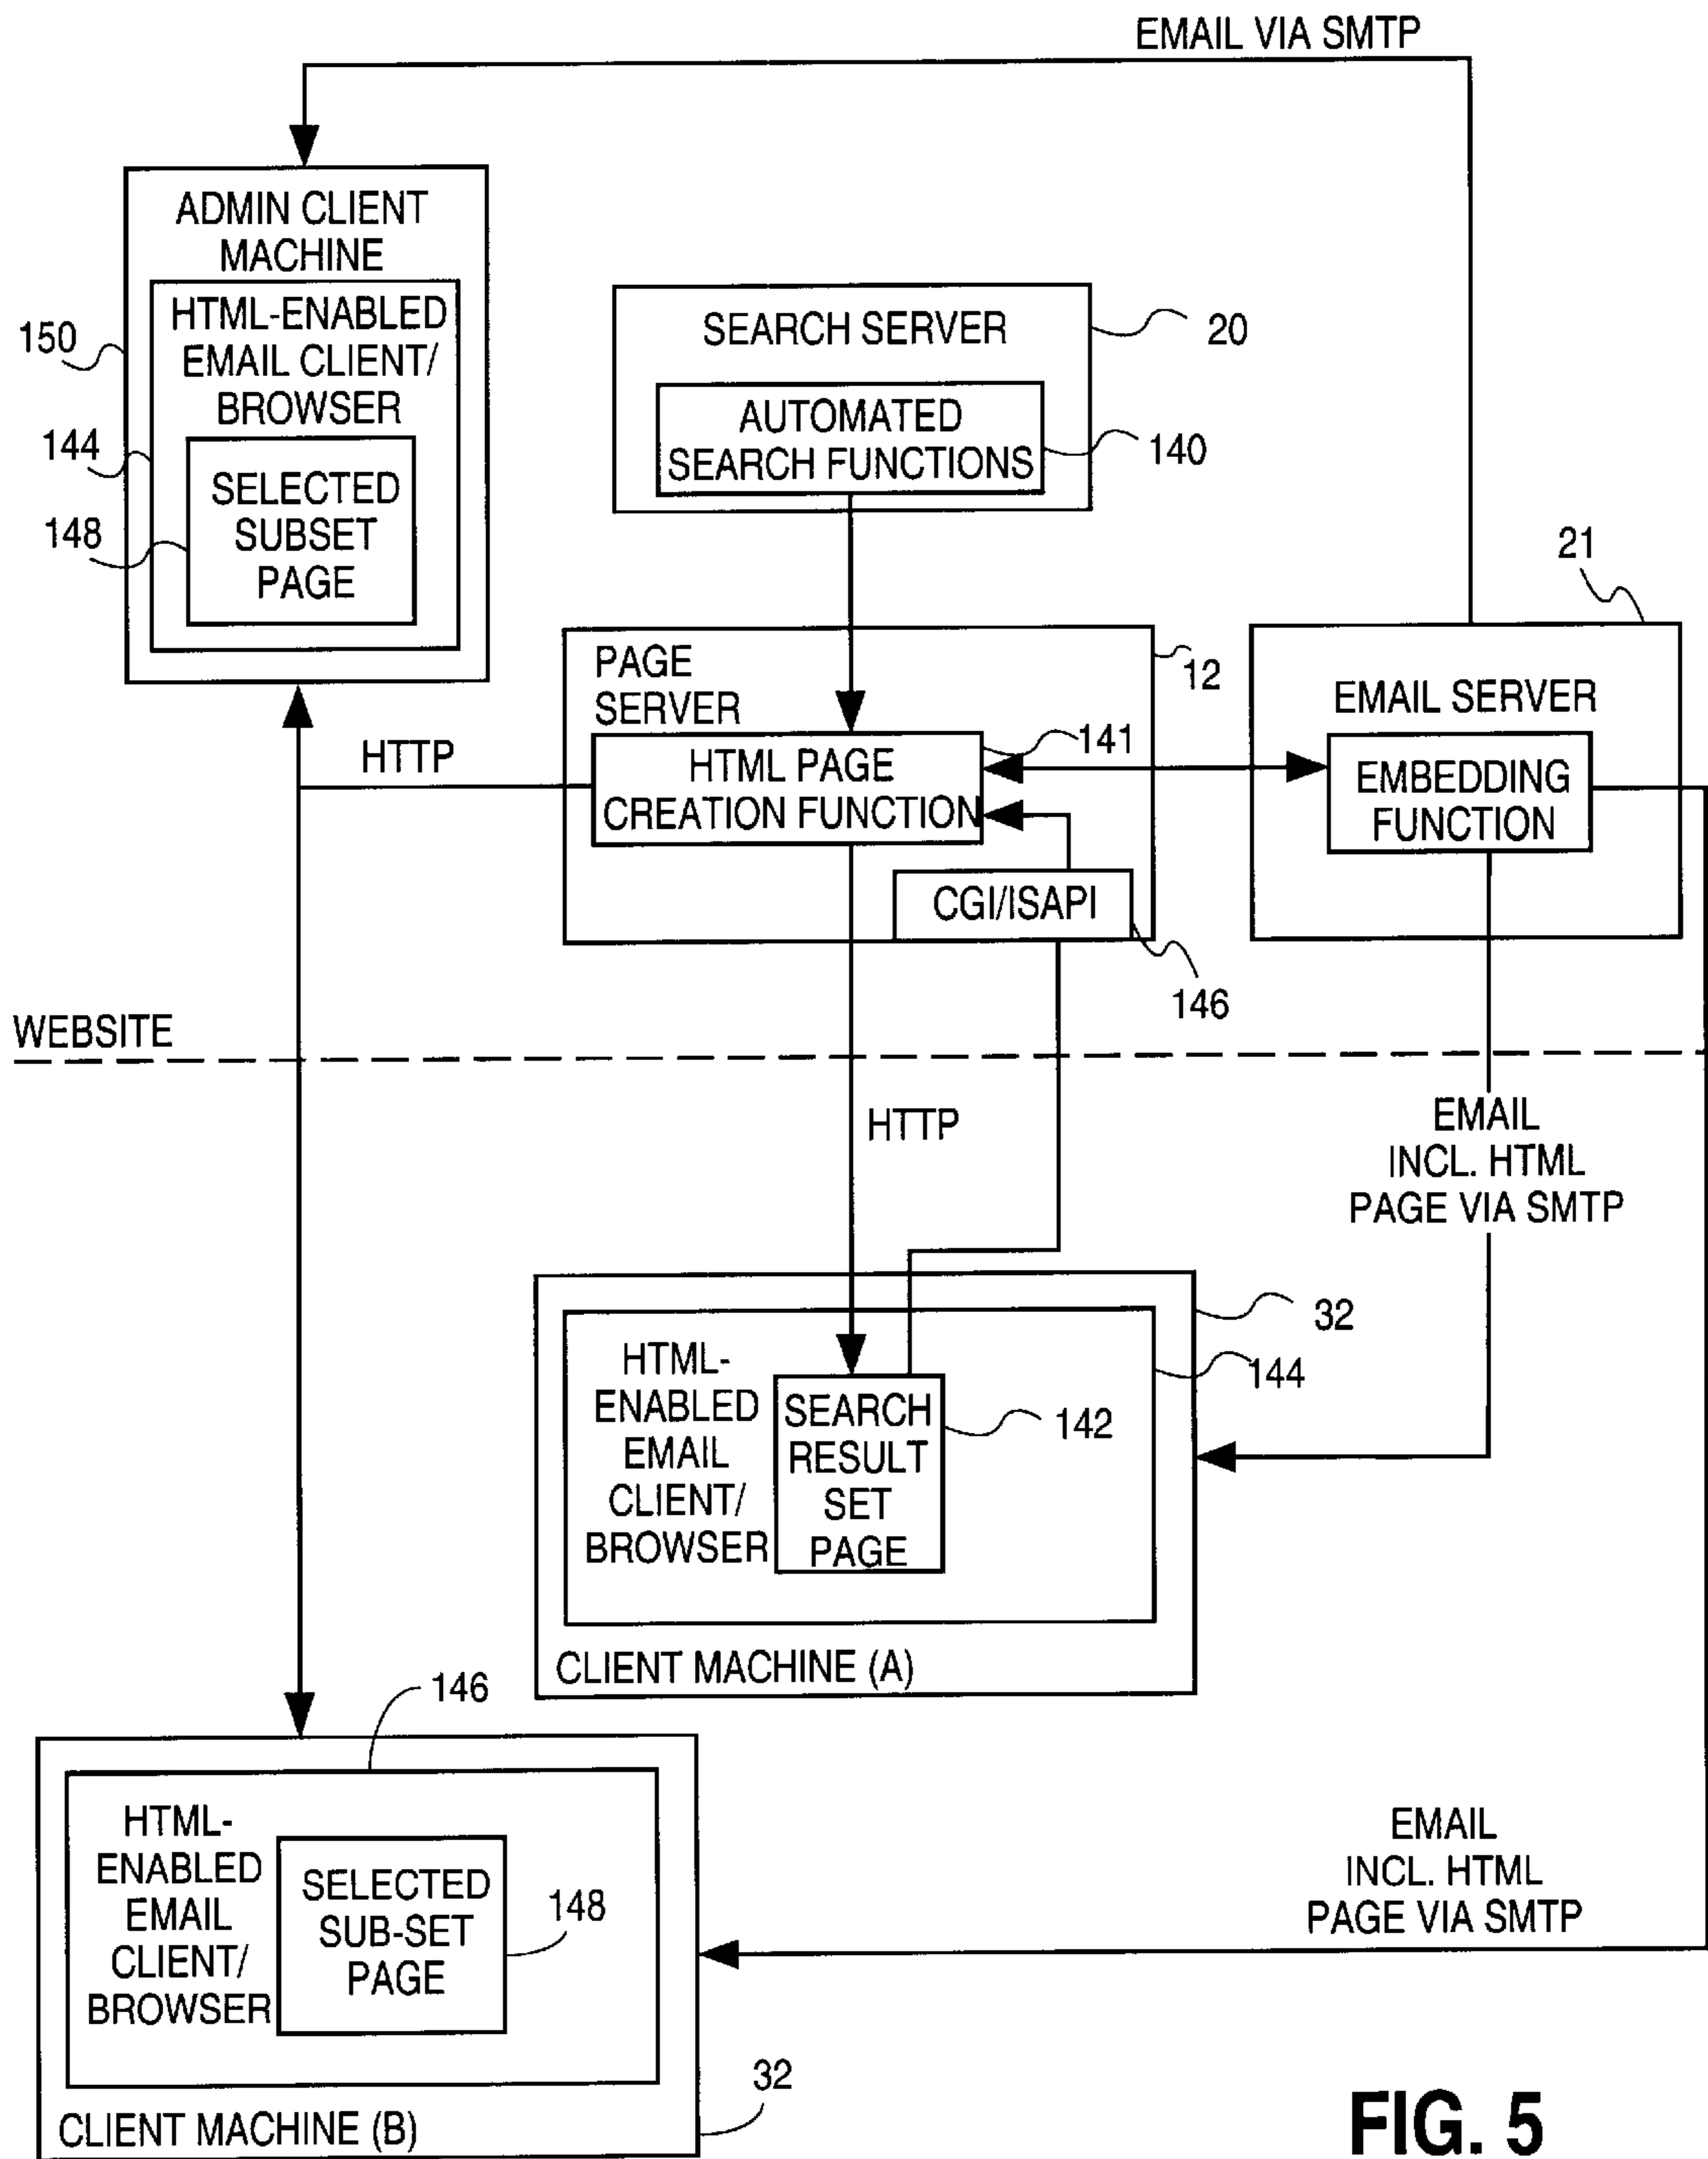 EMAIL VIA SMTP
ADMIN CLIENT
MACHINE
HTML-ENABLED
EMAIL CLIENT/
BROWSER
SELECTED
SUBSET
PAGE
150
144
148
SEARCH SERVER
20
AUTOMATED
SEARCH FUNCTIONS
140
21
PAGE
SERVER
12
HTML PAGE
CREATION FUNCTION
141
CGI/ISAPI
146
EMAIL SERVER
EMBEDDING
FUNCTION
HTTP
WEBSITE
HTTP
EMAIL
INCL. HTML
PAGE VIA SMTP
32
144
HTML-
ENABLED
EMAIL
CLIENT/
BROWSER
SEARCH
RESULT
SET
PAGE
142
CLIENT MACHINE (A)
146
HTML-
ENABLED
EMAIL
CLIENT/
BROWSER
SELECTED
SUB-SET
PAGE
148
EMAIL
INCL. HTML
PAGE VIA SMTP
32
CLIENT MACHINE (B)
FIG. 5